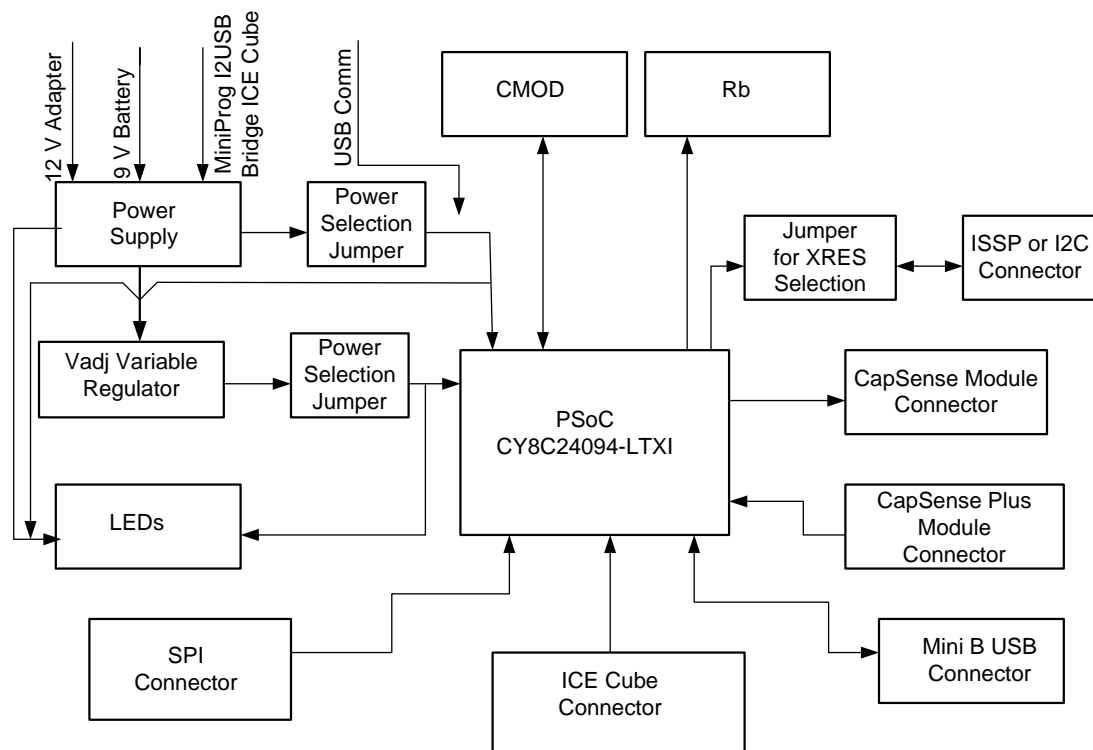 12 V Adapter
9 V Battery
MiniProg I2USB
Bridge ICE Cube
USB Comm
CMOD
Rb
Power
Supply
Power
Selection
Jumper
Jumper
for XRES
Selection
ISSP or I2C
Connector
Vadj Variable
Regulator
Power
Selection
Jumper
PSoC
CY8C24094-LTXI
CapSense Module
Connector
LEDs
CapSense Plus
Module
Connector
SPI
Connector
ICE Cube
Connector
Mini B USB
Connector